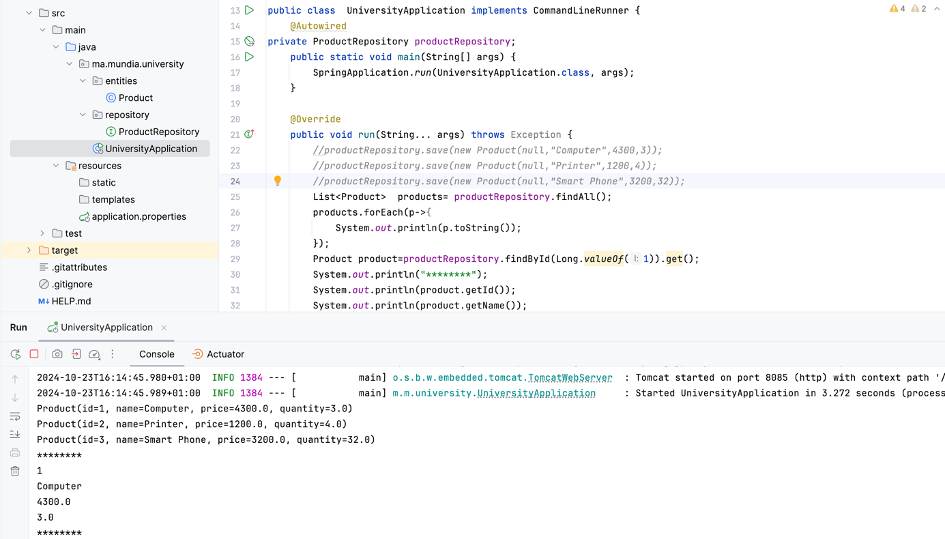 src
main
java
ma.mundia.university
entities
Product
repository
ProductRepository
UniversityApplication
resources
static
templates
application.properties
test
target
.gitattributes
.gitignore
M↓ HELP.md
4 2
13 public class UniversityApplication implements CommandLineRunner {
14 @Autowired
15 private ProductRepository productRepository;
16 public static void main(String[] args) {
17 SpringApplication.run(UniversityApplication.class, args);
18 }
19
20 @Override
21 public void run(String... args) throws Exception {
22 //productRepository.save(new Product(null,"Computer",4300,3));
23 //productRepository.save(new Product(null,"Printer",1200,4));
24 //productRepository.save(new Product(null,"Smart Phone",3200,32));
25 List<Product> products= productRepository.findAll();
26 products.forEach(p->{
27 System.out.println(p.toString());
28 });
29 Product product=productRepository.findById(Long.valueOf( l: 1)).get();
30 System.out.println("********");
31 System.out.println(product.getId());
32 System.out.println(product.getName());
Run UniversityApplication
Console Actuator
2024-10-23T16:14:45.980+01:00 INFO 1384 --- [ main] o.s.b.w.embedded.tomcat.TomcatWebServer : Tomcat started on port 8085 (http) with context path '/
2024-10-23T16:14:45.989+01:00 INFO 1384 --- [ main] m.m.university.UniversityApplication : Started UniversityApplication in 3.272 seconds (process
Product(id=1, name=Computer, price=4300.0, quantity=3.0)
Product(id=2, name=Printer, price=1200.0, quantity=4.0)
Product(id=3, name=Smart Phone, price=3200.0, quantity=32.0)
********
1
Computer
4300.0
3.0
********